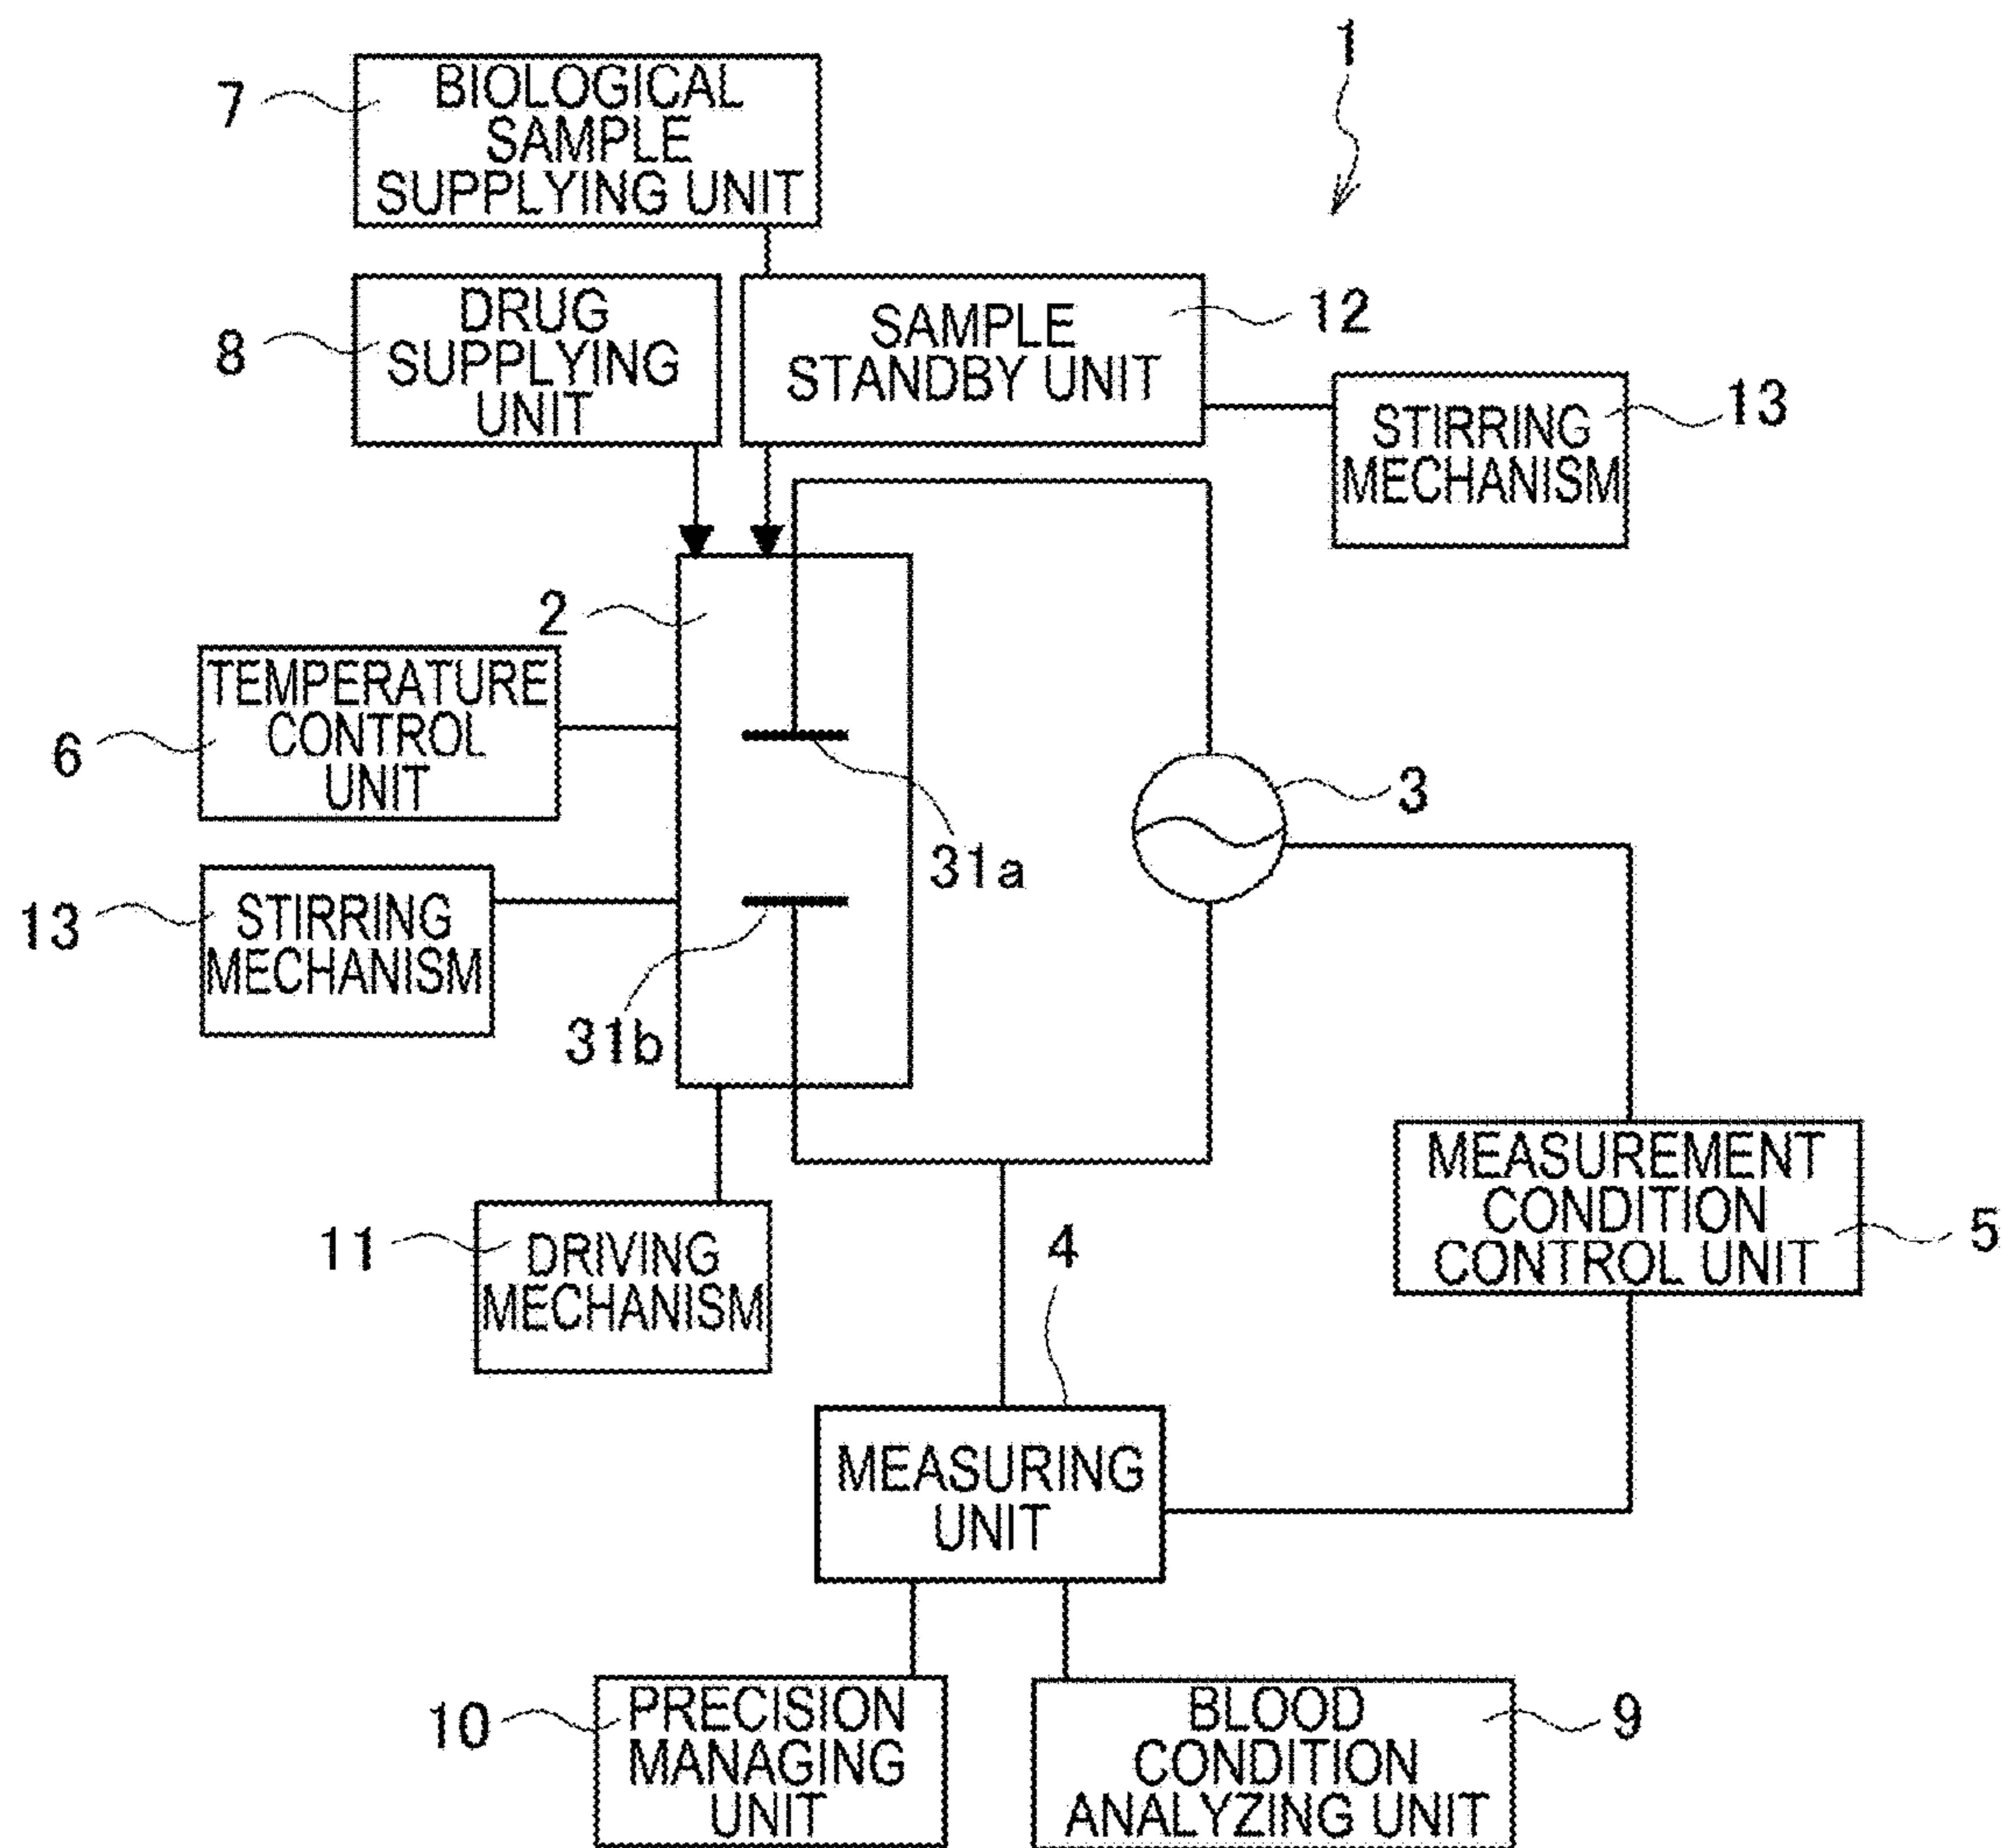 1
7
BIOLOGICAL
SAMPLE
SUPPLYING UNIT
8
DRUG
SUPPLYING
UNIT
SAMPLE
STANDBY UNIT
12
STIRRING
MECHANISM
13
2
TEMPERATURE
CONTROL
UNIT
6
31a
3
STIRRING
MECHANISM
13
31b
MEASUREMENT
CONDITION
CONTROL UNIT
5
11
DRIVING
MECHANISM
4
MEASURING
UNIT
10
PRECISION
MANAGING
UNIT
BLOOD
CONDITION
ANALYZING UNIT
9